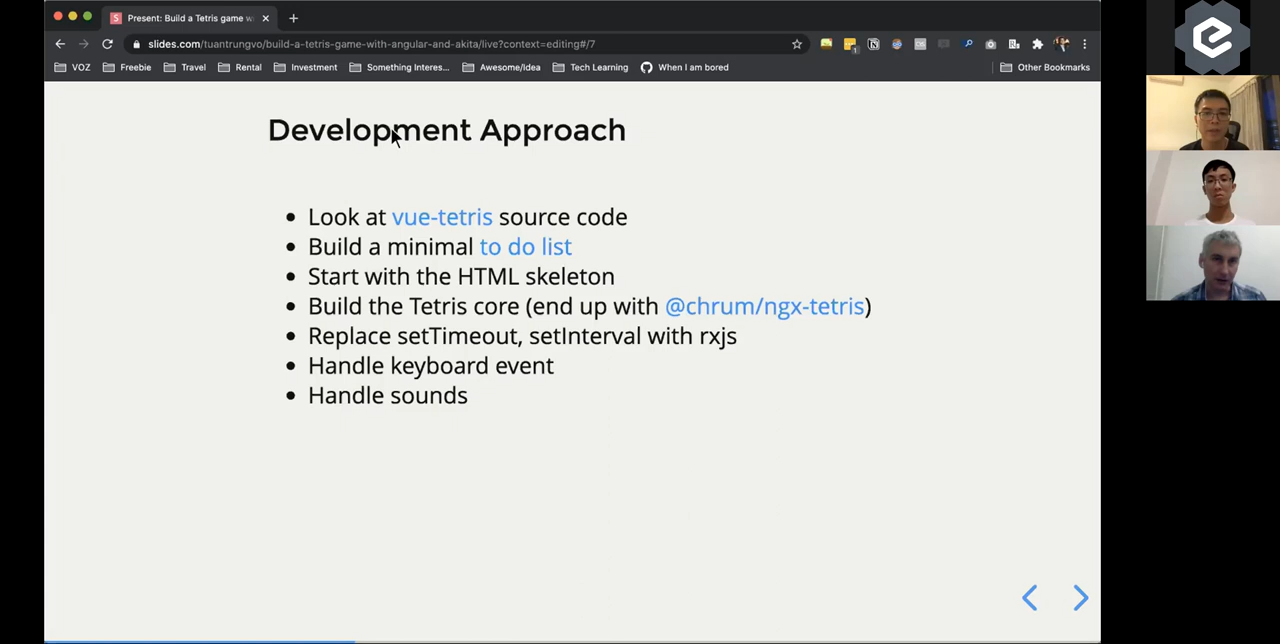 Present: Build a Tetris game w
slides.com/tuantrungvo/build-a-tetris-game-with-angular-and-akita/live?context=editing#/7
VOZ Freebie Travel Rental Investment Something Interes... Awesome/Idea Tech Learning When I am bored Other Bookmarks
Development Approach
Look at vue-tetris source code
Build a minimal to do list
Start with the HTML skeleton
Build the Tetris core (end up with @chrum/ngx-tetris)
Replace setTimeout, setInterval with rxjs
Handle keyboard event
Handle sounds